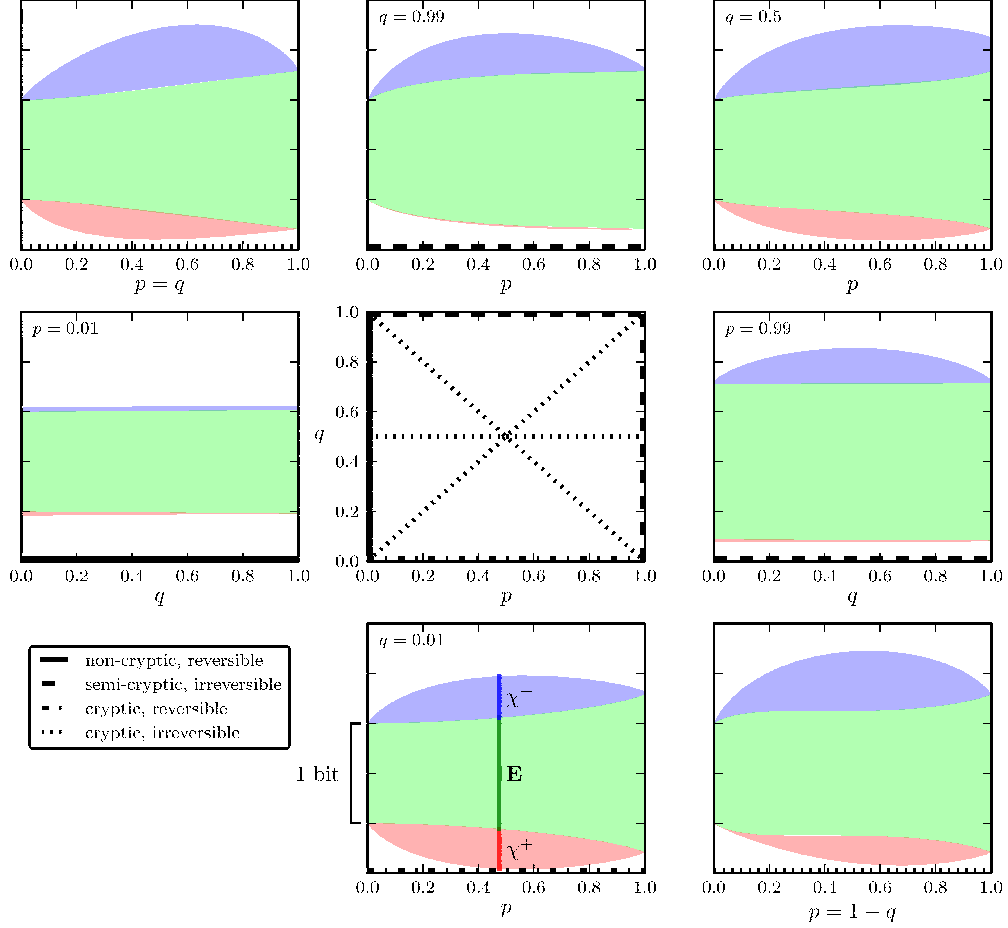 q = 0.99
q = 0.5
0.0 0.2 0.4 0.6 0.8 1.0
p = q
0.0 0.2 0.4 0.6 0.8 1.0
p
0.0 0.2 0.4 0.6 0.8 1.0
p
p = 0.01
0.0 0.2 0.4 0.6 0.8 1.0
q
1.0
0.8
0.6
q
0.4
0.2
0.0
0.0 0.2 0.4 0.6 0.8 1.0
p
p = 0.99
0.0 0.2 0.4 0.6 0.8 1.0
q
non-cryptic, reversible
semi-cryptic, irreversible
cryptic, reversible
cryptic, irreversible
q = 0.01
χ⁻
1 bit
E
χ⁺
0.0 0.2 0.4 0.6 0.8 1.0
p
0.0 0.2 0.4 0.6 0.8 1.0
p = 1 − q